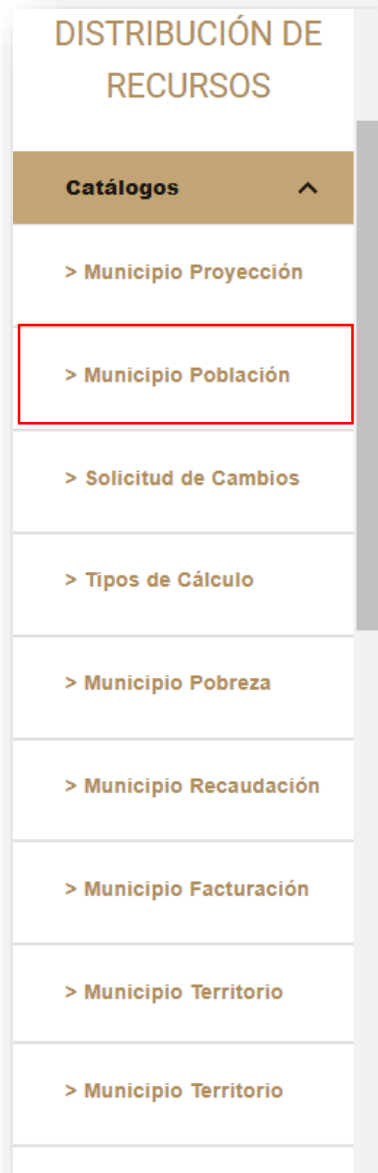 DISTRIBUCIÓN DE
RECURSOS
Catálogos
> Municipio Proyección
> Municipio Población
> Solicitud de Cambios
> Tipos de Cálculo
> Municipio Pobreza
> Municipio Recaudación
> Municipio Facturación
> Municipio Territorio
> Municipio Territorio